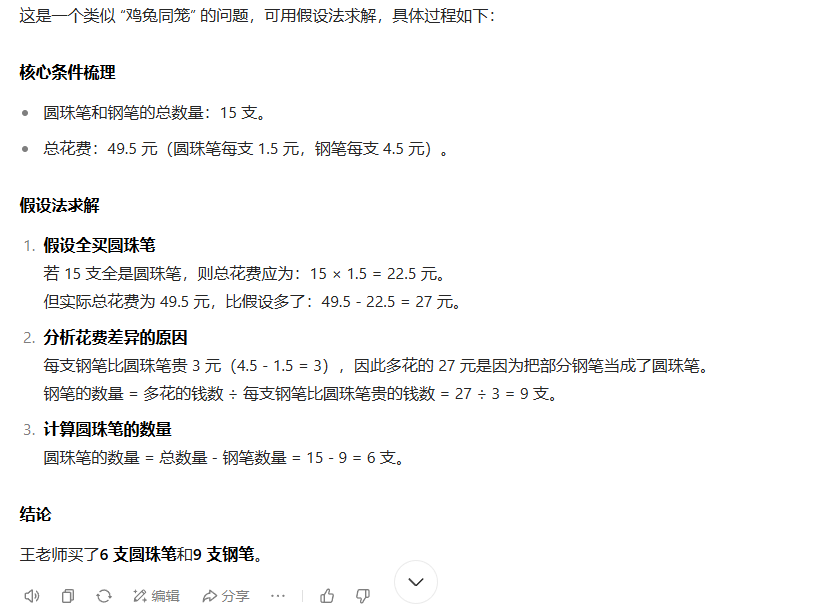 这是一个类似 “鸡兔同笼” 的问题，可用假设法求解，具体过程如下：
核心条件梳理
圆珠笔和钢笔的总数量：15 支。
总花费：49.5 元（圆珠笔每支 1.5 元，钢笔每支 4.5 元）。
假设法求解
1. 假设全买圆珠笔
若 15 支全是圆珠笔，则总花费应为：15 × 1.5 = 22.5 元。
但实际总花费为 49.5 元，比假设多了：49.5 - 22.5 = 27 元。
2. 分析花费差异的原因
每支钢笔比圆珠笔贵 3 元（4.5 - 1.5 = 3），因此多花的 27 元是因为把部分钢笔当成了圆珠笔。
钢笔的数量 = 多花的钱数 ÷ 每支钢笔比圆珠笔贵的钱数 = 27 ÷ 3 = 9 支。
3. 计算圆珠笔的数量
圆珠笔的数量 = 总数量 - 钢笔数量 = 15 - 9 = 6 支。
结论
王老师买了6 支圆珠笔和9 支钢笔。
编辑 分享